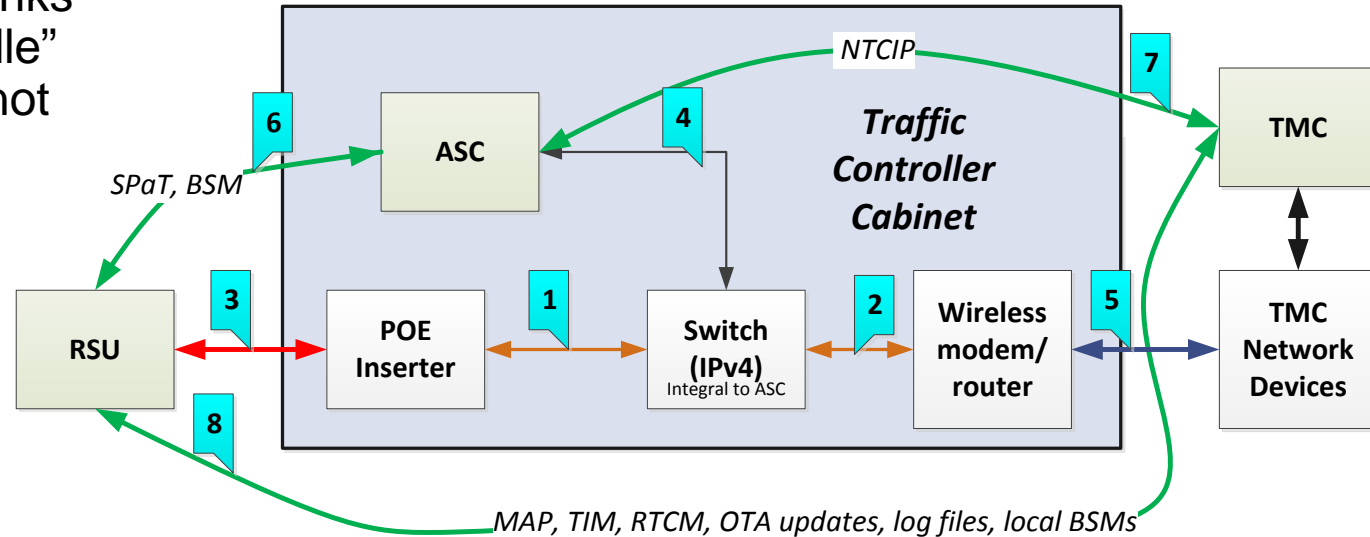 lle”
not
NTCIP
7
6
4
TMC
ASC
Traffic
Controller
Cabinet
SPaT, BSM
3
1
2
5
RSU
POE
Inserter
Switch
(IPv4)
Integral to ASC
Wireless
modem/
router
TMC
Network
Devices
8
MAP, TIM, RTCM, OTA updates, log files, local BSMs